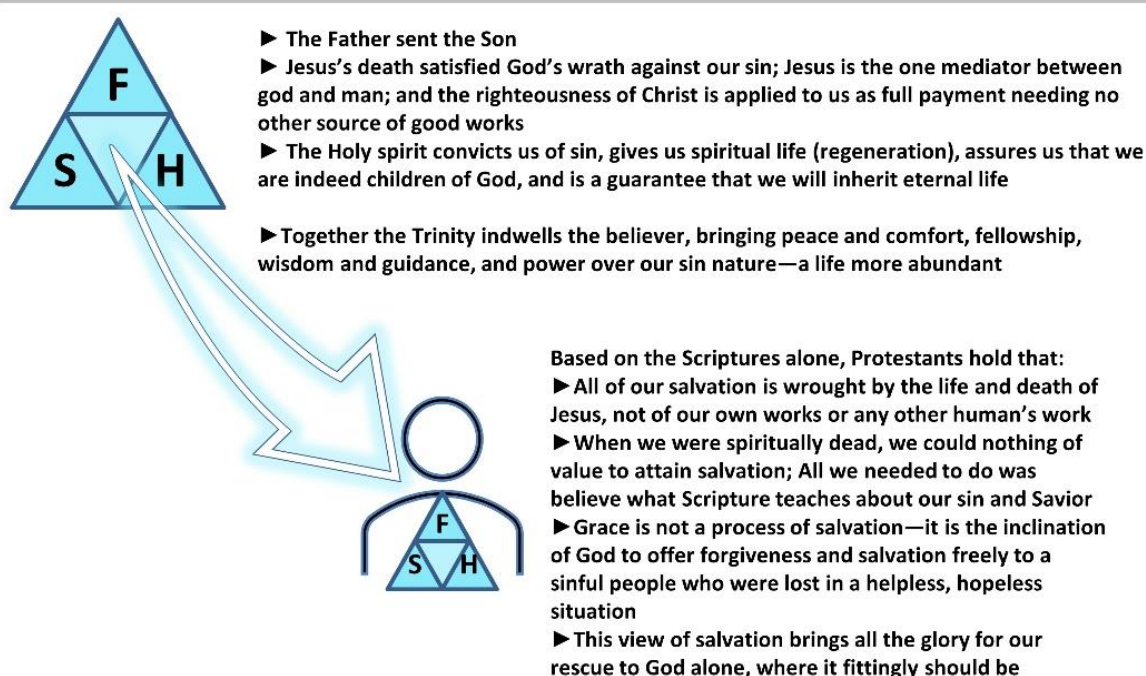 F
S H
► The Father sent the Son
► Jesus's death satisfied God's wrath against our sin; Jesus is the one mediator between
god and man; and the righteousness of Christ is applied to us as full payment needing no
other source of good works
► The Holy spirit convicts us of sin, gives us spiritual life (regeneration), assures us that we
are indeed children of God, and is a guarantee that we will inherit eternal life
►Together the Trinity indwells the believer, bringing peace and comfort, fellowship,
wisdom and guidance, and power over our sin nature—a life more abundant
F
S H
Based on the Scriptures alone, Protestants hold that:
►All of our salvation is wrought by the life and death of
Jesus, not of our own works or any other human's work
►When we were spiritually dead, we could nothing of
value to attain salvation; All we needed to do was
believe what Scripture teaches about our sin and Savior
►Grace is not a process of salvation—it is the inclination
of God to offer forgiveness and salvation freely to a
sinful people who were lost in a helpless, hopeless
situation
►This view of salvation brings all the glory for our
rescue to God alone, where it fittingly should be